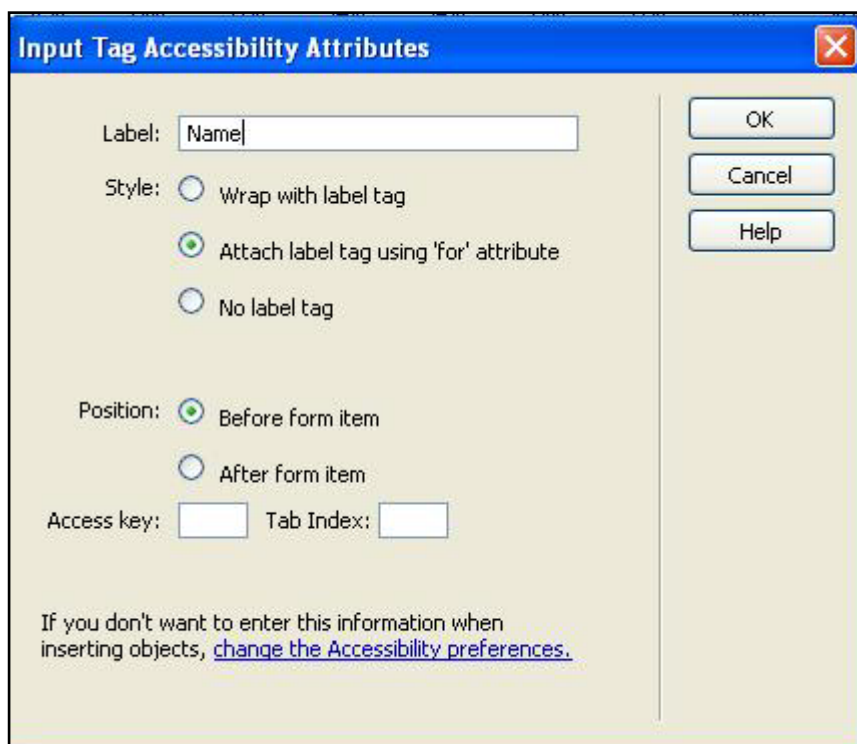 Input Tag Accessibility Attributes
Label: Name
OK
Style: Wrap with label tag
Cancel
Attach label tag using 'for' attribute
Help
No label tag
Position: Before form item
After form item
Access key: Tab Index:
If you don't want to enter this information when
inserting objects, change the Accessibility preferences.